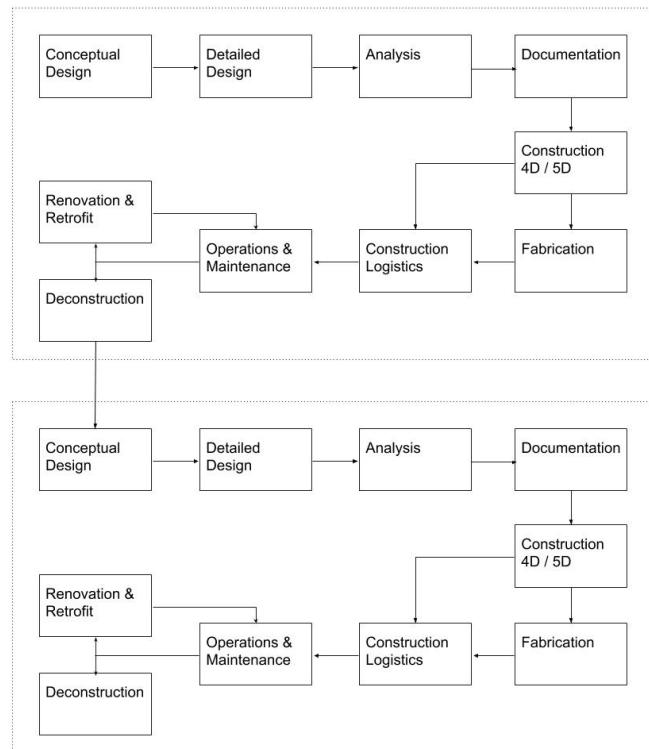 Conceptual
Design
Detailed
Design
Analysis
Documentation
Construction
4D / 5D
Renovation &
Retrofit
Operations &
Maintenance
Construction
Logistics
Fabrication
Deconstruction
Conceptual
Design
Detailed
Design
Analysis
Documentation
Construction
4D / 5D
Renovation &
Retrofit
Operations &
Maintenance
Construction
Logistics
Fabrication
Deconstruction